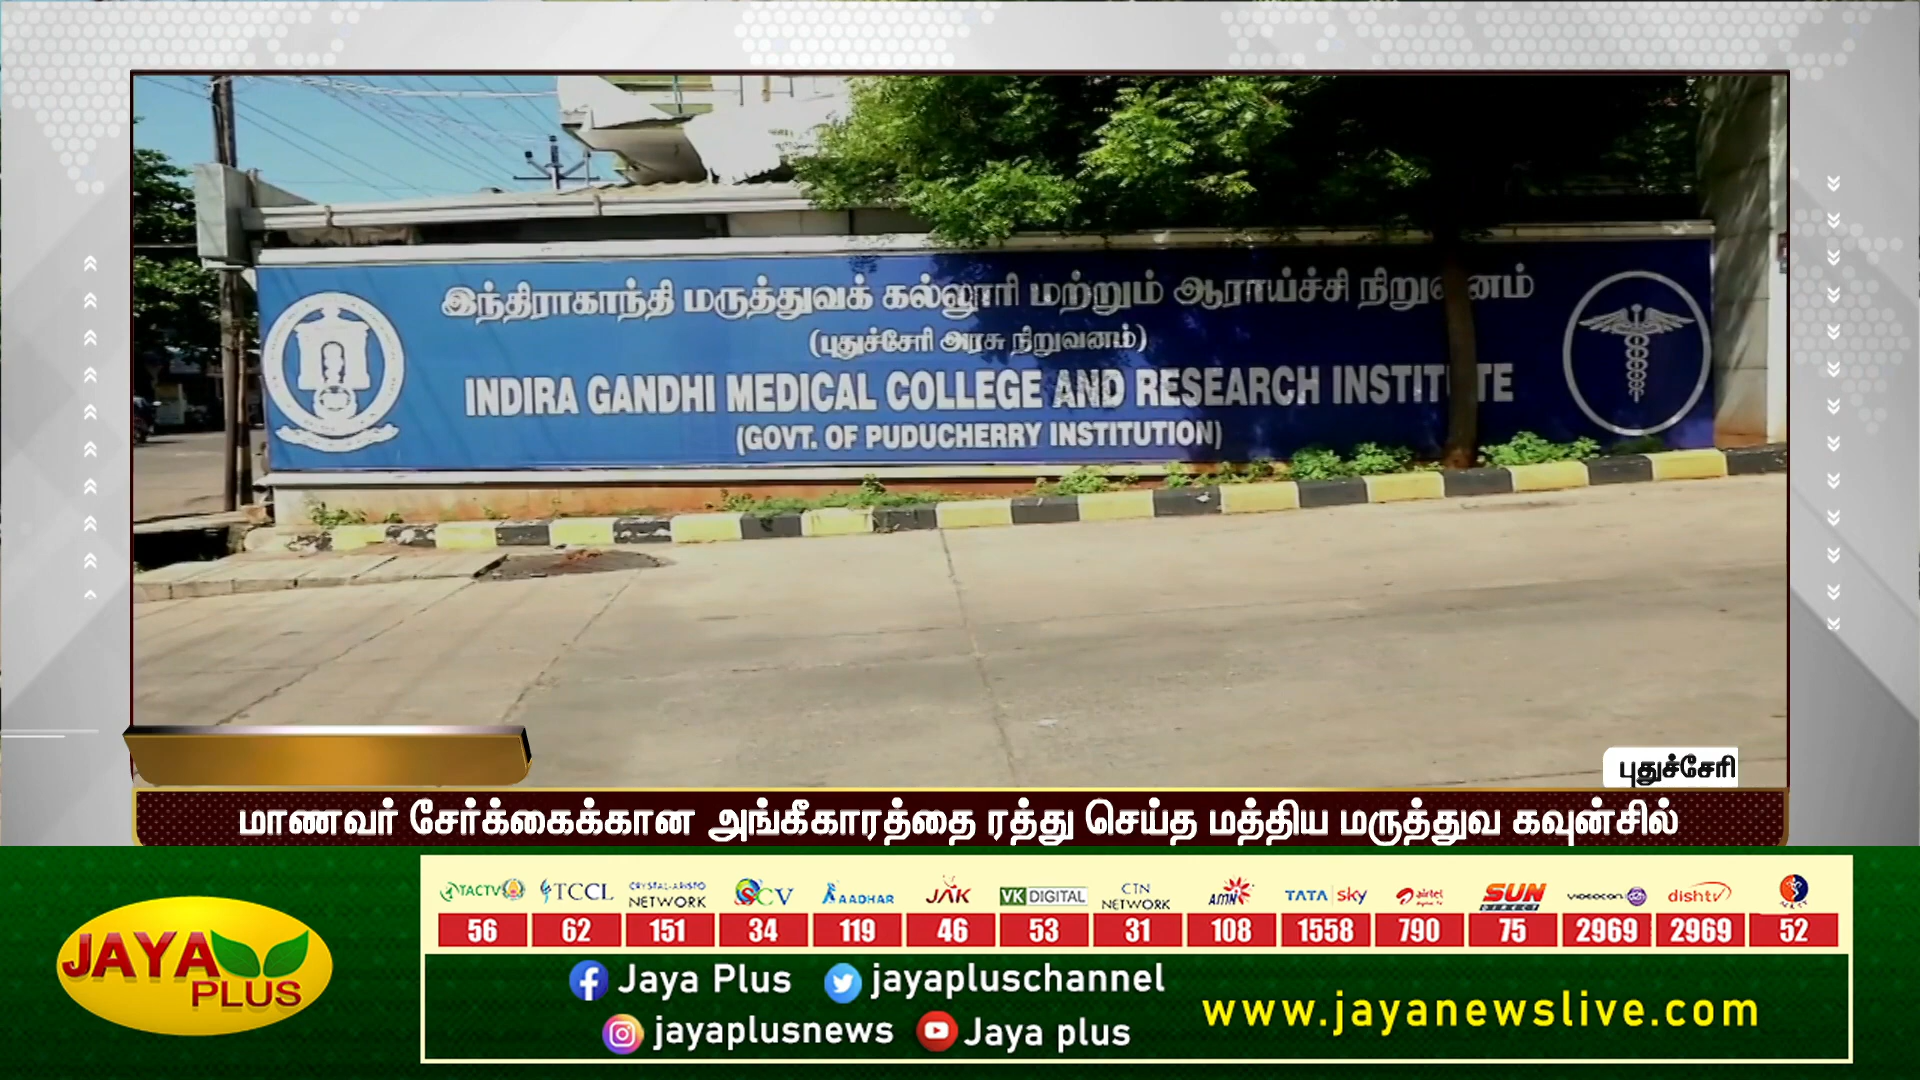 இந்திராகாந்தி மருத்துவக் கல்லூரி மற்றும் ஆராய்ச்சி நிறுவனம்
(புதுச்சேரி அரசு நிறுவனம்)
INDIRA GANDHI MEDICAL COLLEGE AND RESEARCH INSTITUTE
(GOVT. OF PUDUCHERRY INSTITUTION)
புதுச்சேரி
மாணவர் சேர்க்கைக்கான அங்கீகாரத்தை ரத்து செய்த மத்திய மருத்துவ கவுன்சில்
TACTV TCCL CRYSTAL-ARISTO NETWORK SCV AADHAR JAK VK DIGITAL CTN NETWORK AMN TATA sky airtel SUN DIRECT VIDEOCON d2h dishtv
56 62 151 34 119 46 53 31 108 1558 790 75 2969 2969 52
JAYA PLUS
Jaya Plus jayapluschannel
jayaplusnews Jaya plus
www.jayanewslive.com